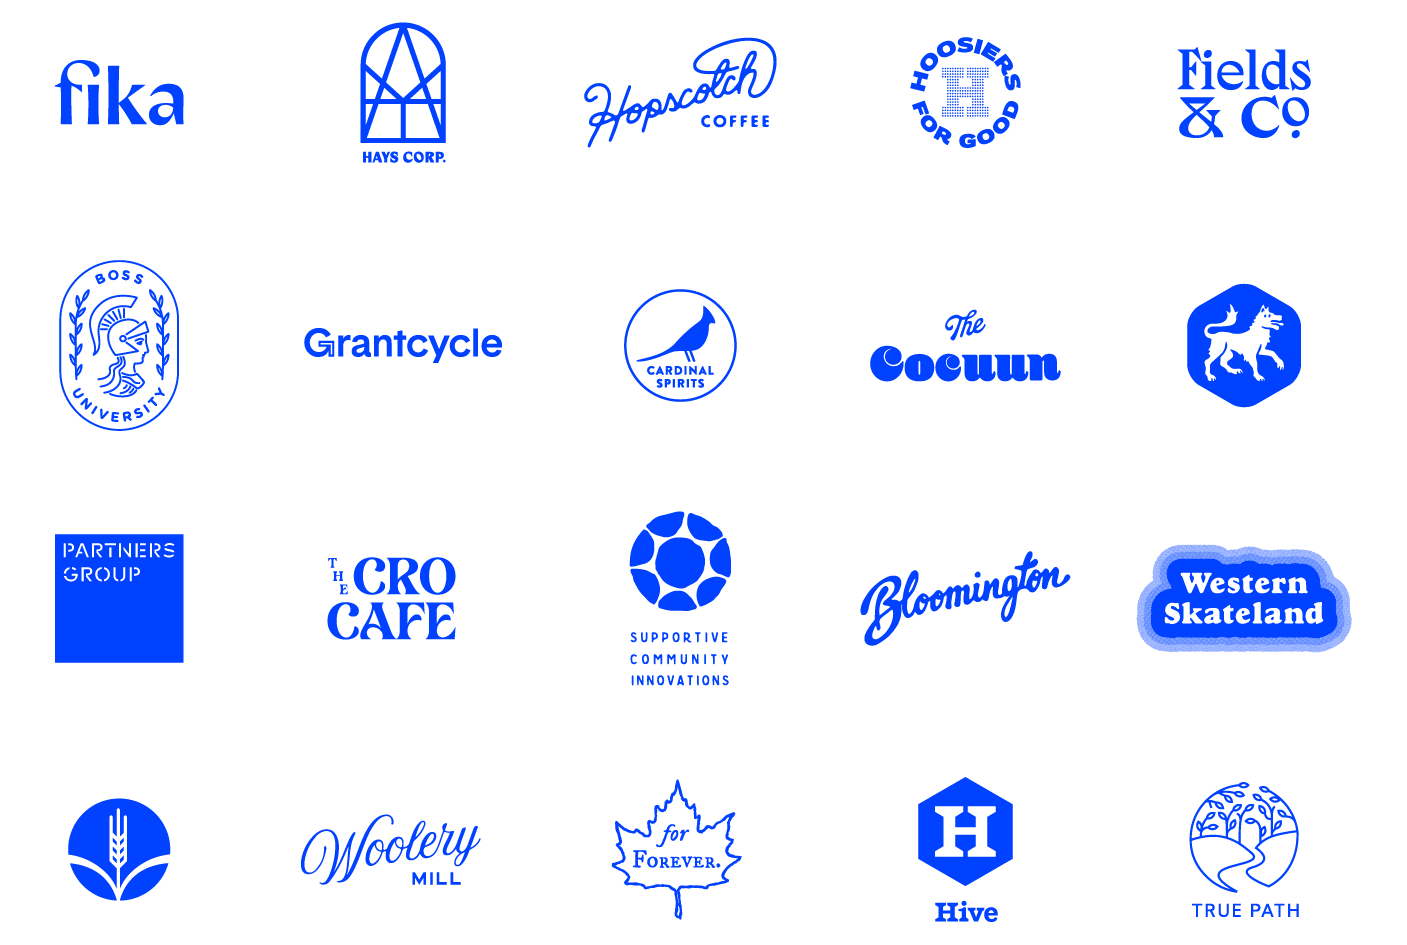 fika
HAYS CORP.
Hopscotch
COFFEE
HOOSIERS
H
FOR GOOD
Fields
& Co
BOSS
UNIVERSITY
Grantcycle
CARDINAL
SPIRITS
The
Cocuun
PARTNERS
GROUP
THE
CRO
CAFE
SUPPORTIVE
COMMUNITY
INNOVATIONS
Bloomington
Western
Skateland
Woolery
MILL
for
FOREVER.
H
Hive
TRUE PATH